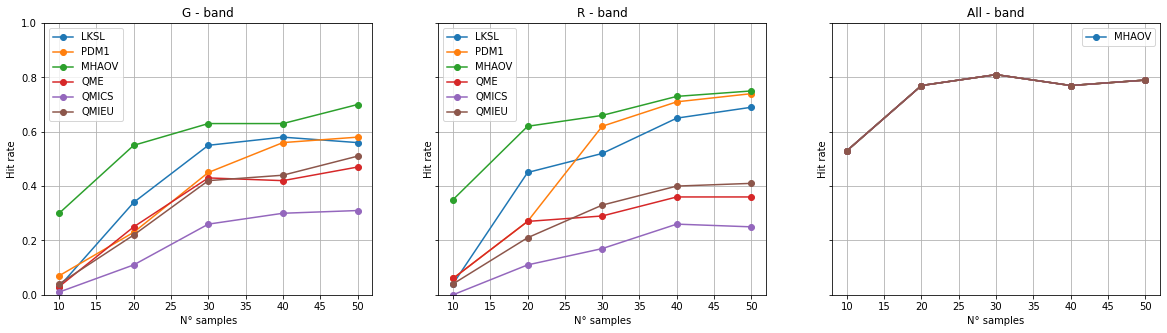 G - band
R - band
All - band
Hit rate
1.0
0.8
0.6
0.4
0.2
0.0
LKSL
PDM1
MHAOV
QME
QMICS
QMIEU
10 15 20 25 30 35 40 45 50
N° samples
Hit rate
LKSL
PDM1
MHAOV
QME
QMICS
QMIEU
10 15 20 25 30 35 40 45 50
N° samples
Hit rate
MHAOV
10 15 20 25 30 35 40 45 50
N° samples